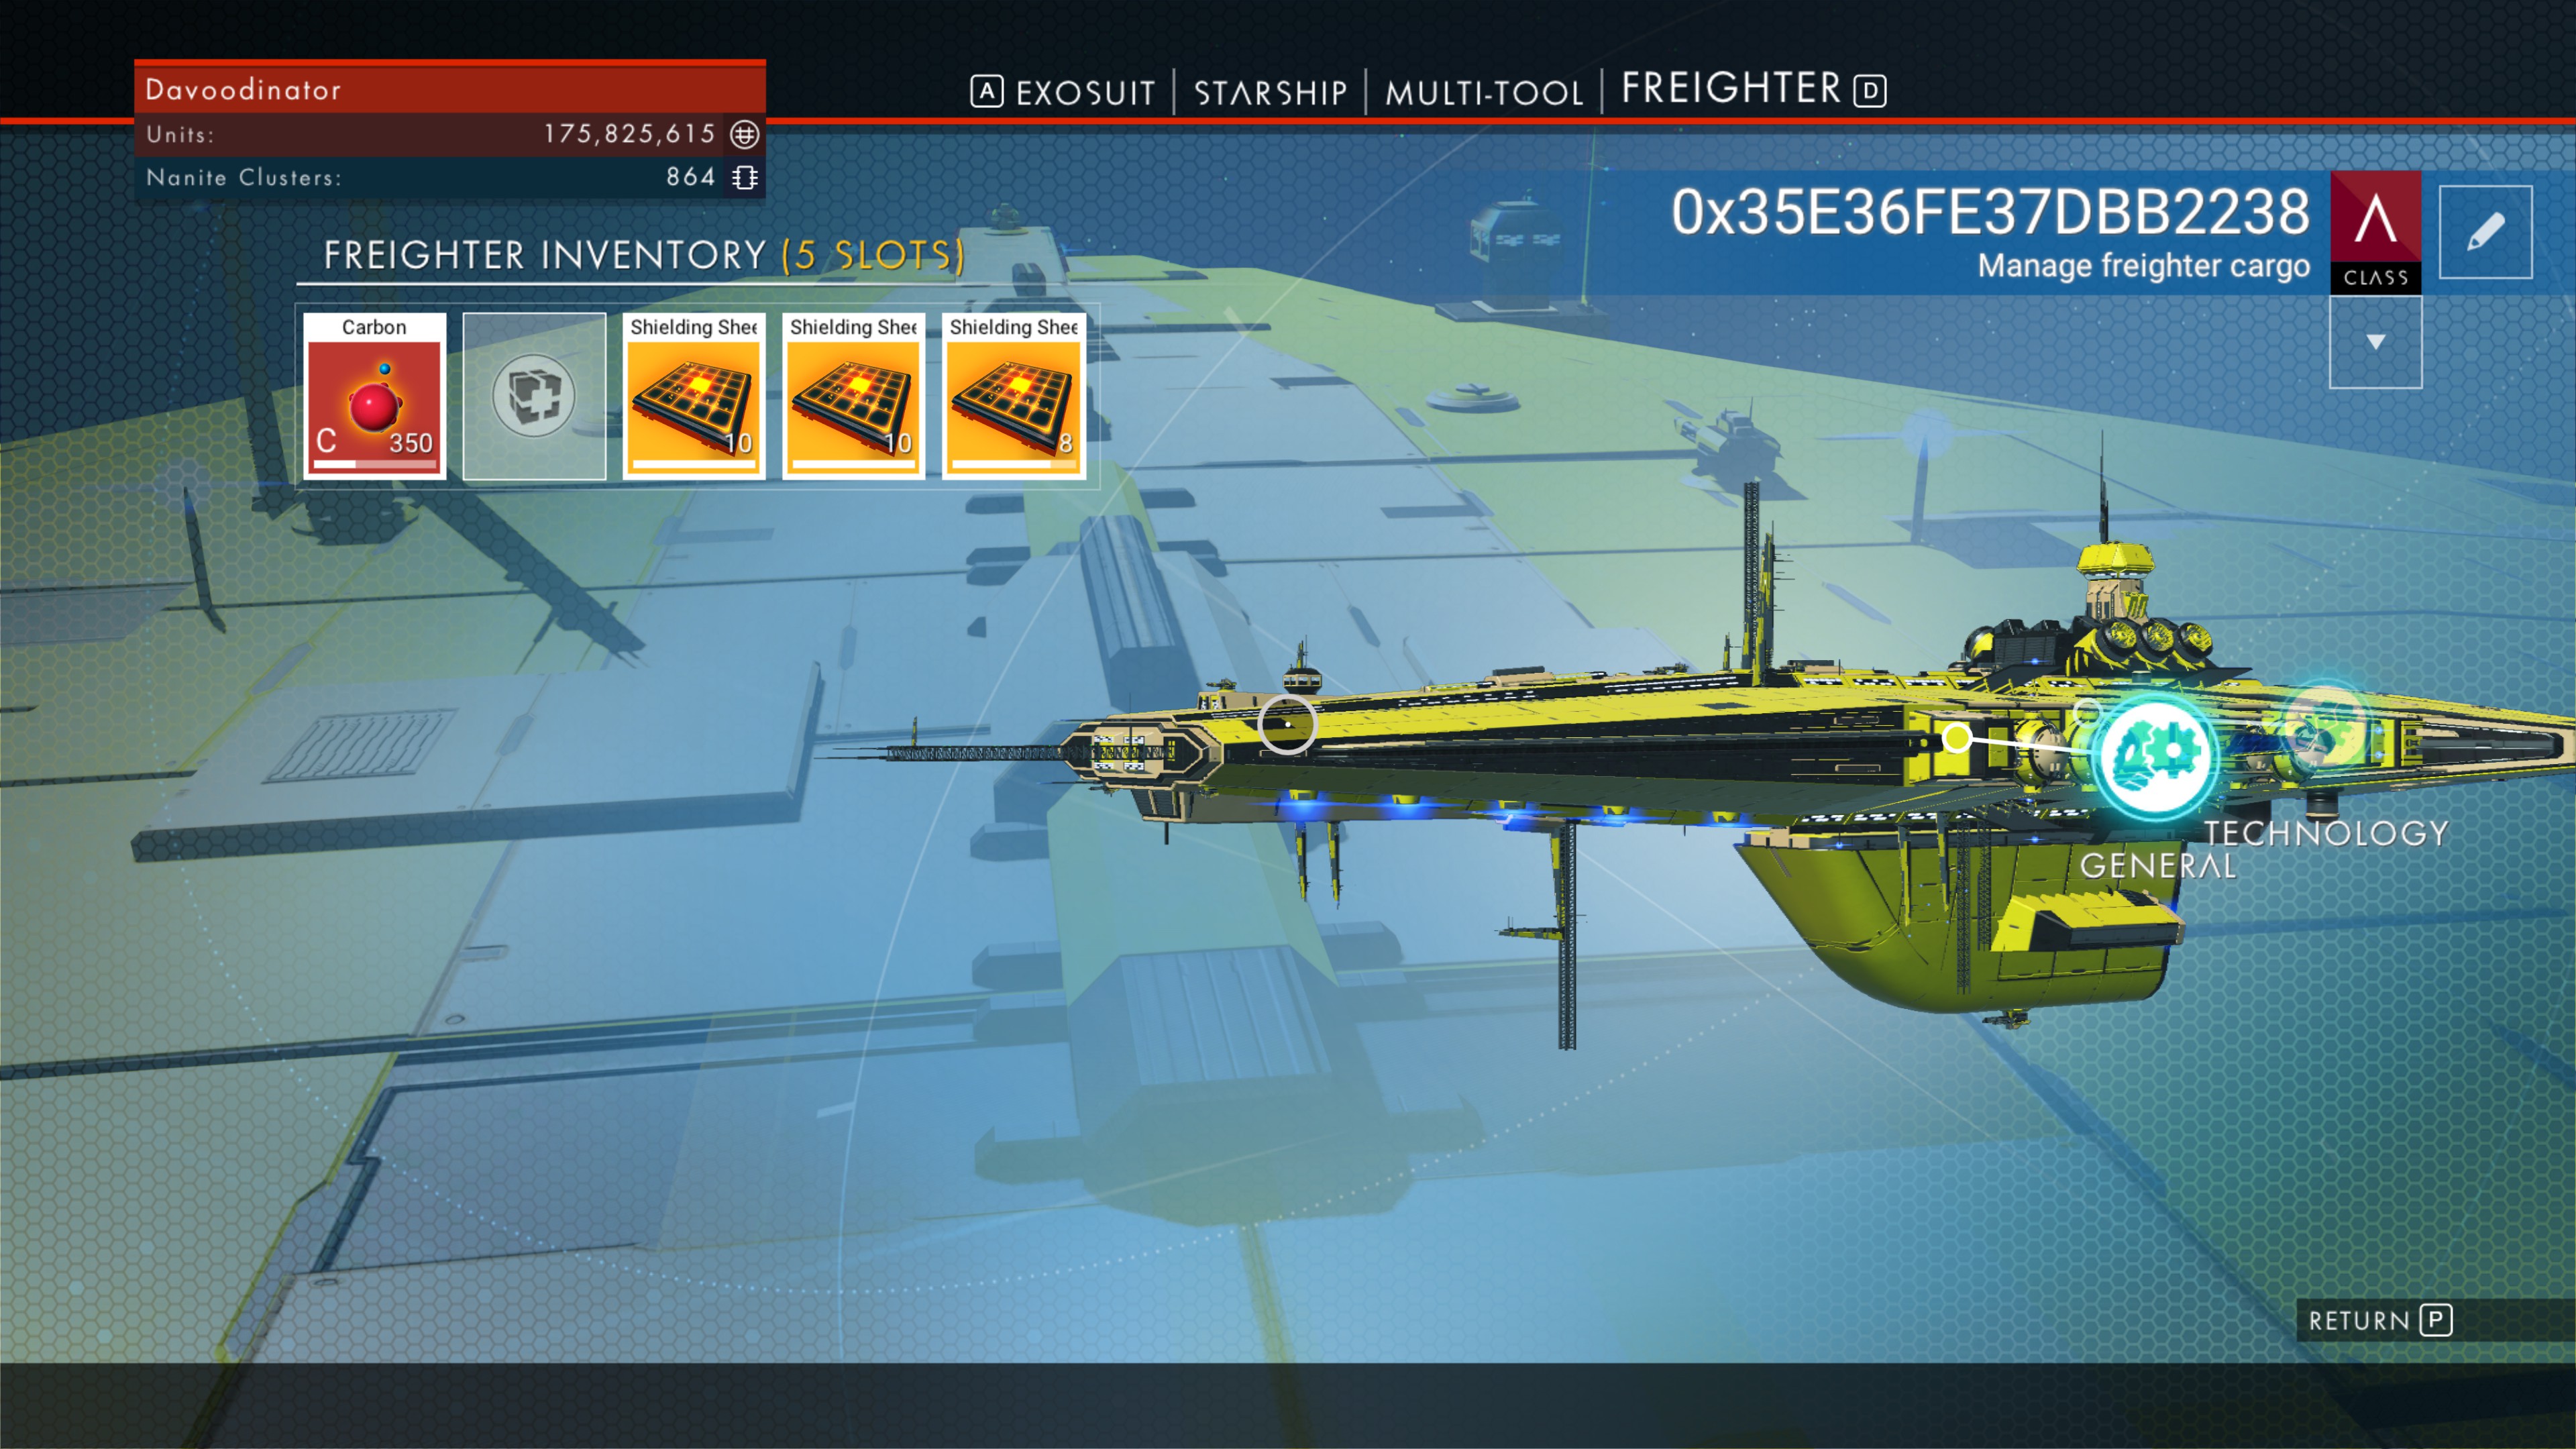 Davoodinator
Units: 175,825,615
Nanite Clusters: 864
A EXOSUIT STARSHIP MULTI-TOOL FREIGHTER D
0x35E36FE37DBB2238
Manage freighter cargo
A
CLASS
FREIGHTER INVENTORY (5 SLOTS)
Carbon
C 350
Shielding Shee
10
Shielding Shee
10
Shielding Shee
8
TECHNOLOGY
GENERAL
RETURN P